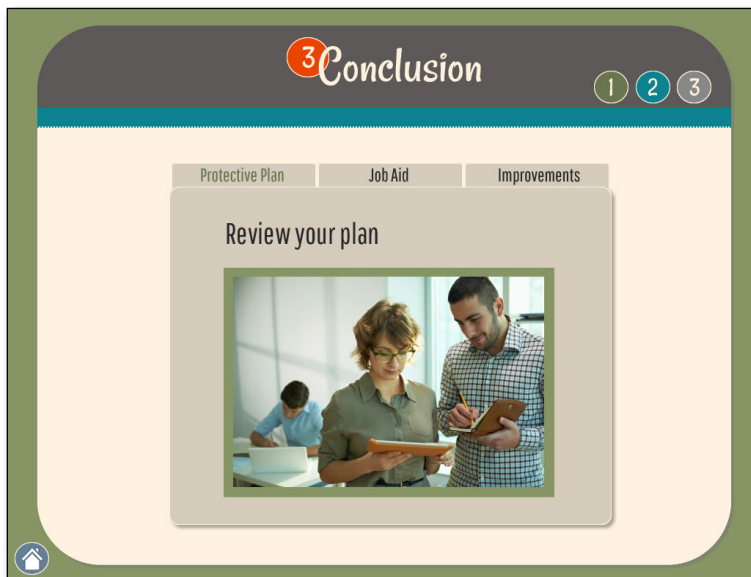 3 Conclusion
1 2 3
Protective Plan Job Aid Improvements
Review your plan